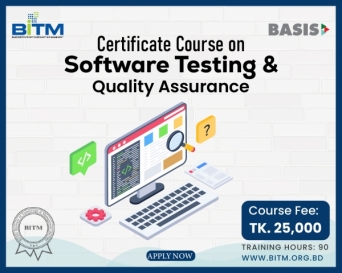 BITM
BASIS
Certificate Course on
Software Testing &
Quality Assurance
</>
?
</>
Course Fee:
TK. 25,000
TRAINING HOURS: 90
WWW.BITM.ORG.BD
BITM
APPLY NOW